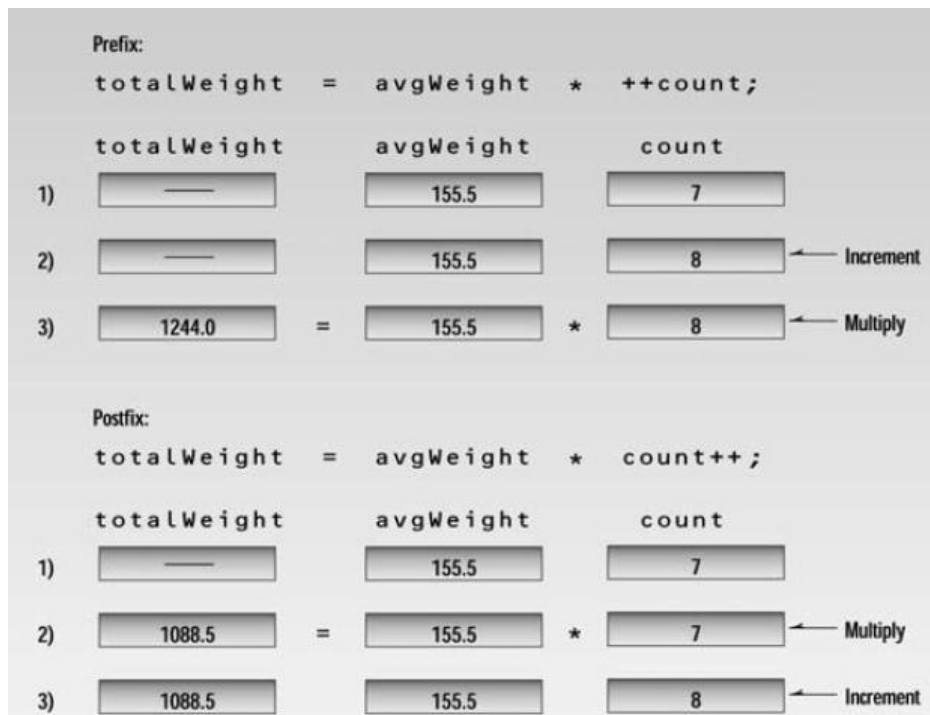 Prefix:
totalWeight = avgWeight * ++count;
totalWeight avgWeight count
1) —— 155.5 7
2) —— 155.5 8 Increment
3) 1244.0 = 155.5 * 8 Multiply
Postfix:
totalWeight = avgWeight * count++;
totalWeight avgWeight count
1) —— 155.5 7
2) 1088.5 = 155.5 * 7 Multiply
3) 1088.5 155.5 8 Increment